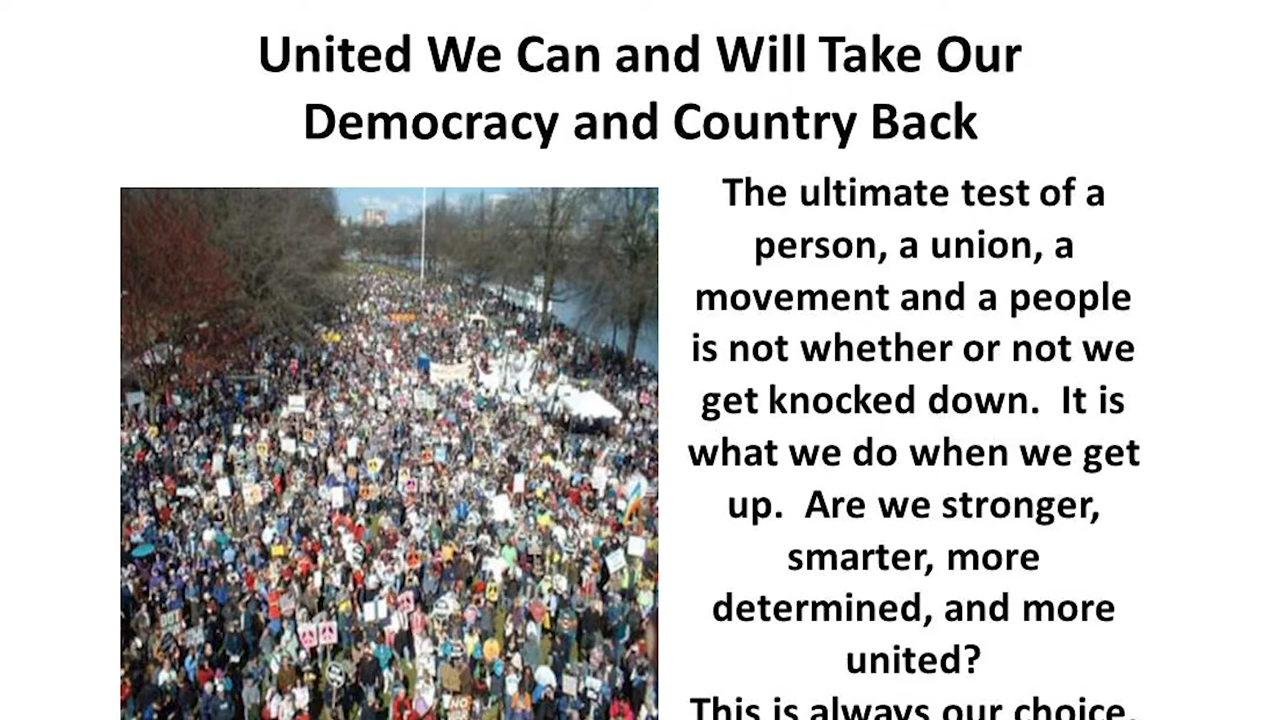 United We Can and Will Take Our
Democracy and Country Back
The ultimate test of a
person, a union, a
movement and a people
is not whether or not we
get knocked down.  It is
what we do when we get
up.  Are we stronger,
smarter, more
determined, and more
united?
This is always our choice.
NO